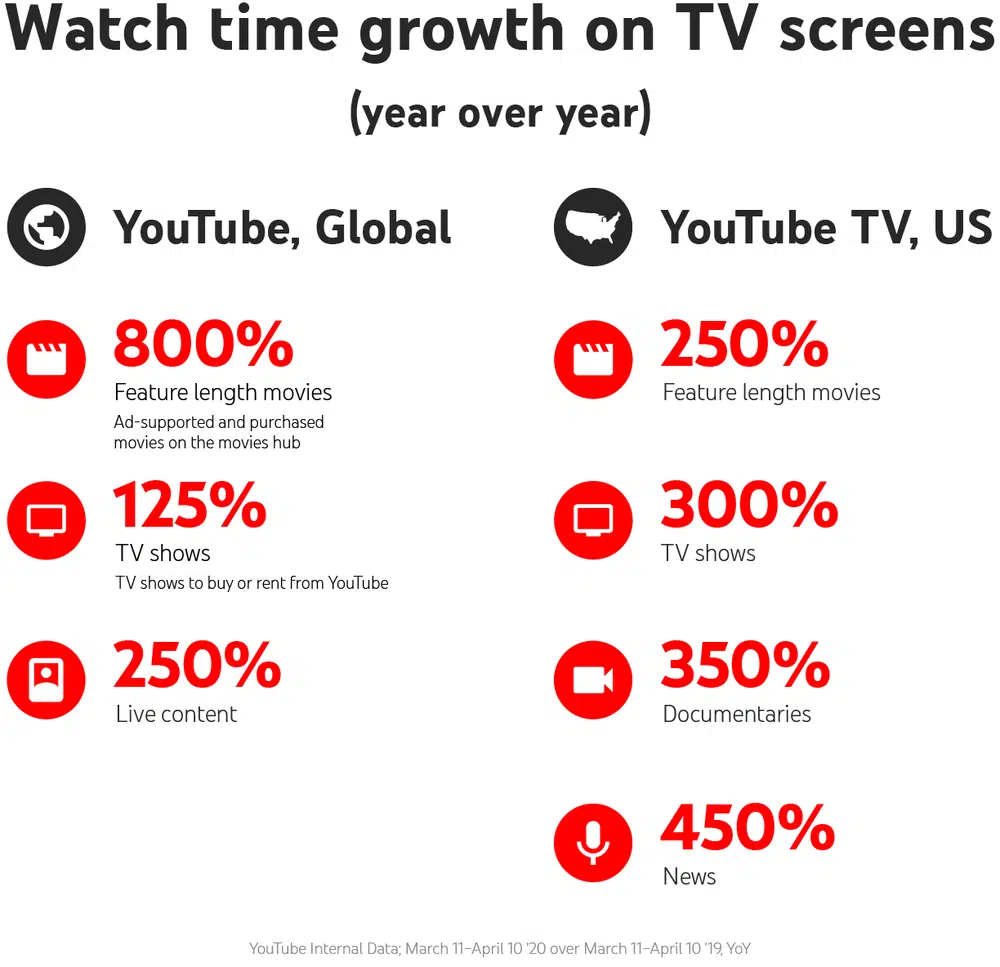 Watch time growth on TV screens
(year over year)
YouTube, Global
800%
Feature length movies
Ad-supported and purchased
movies on the movies hub
125%
TV shows
TV shows to buy or rent from YouTube
250%
Live content
YouTube TV, US
250%
Feature length movies
300%
TV shows
350%
Documentaries
450%
News
YouTube Internal Data; March 11–April 10 '20 over March 11–April 10 '19, YoY